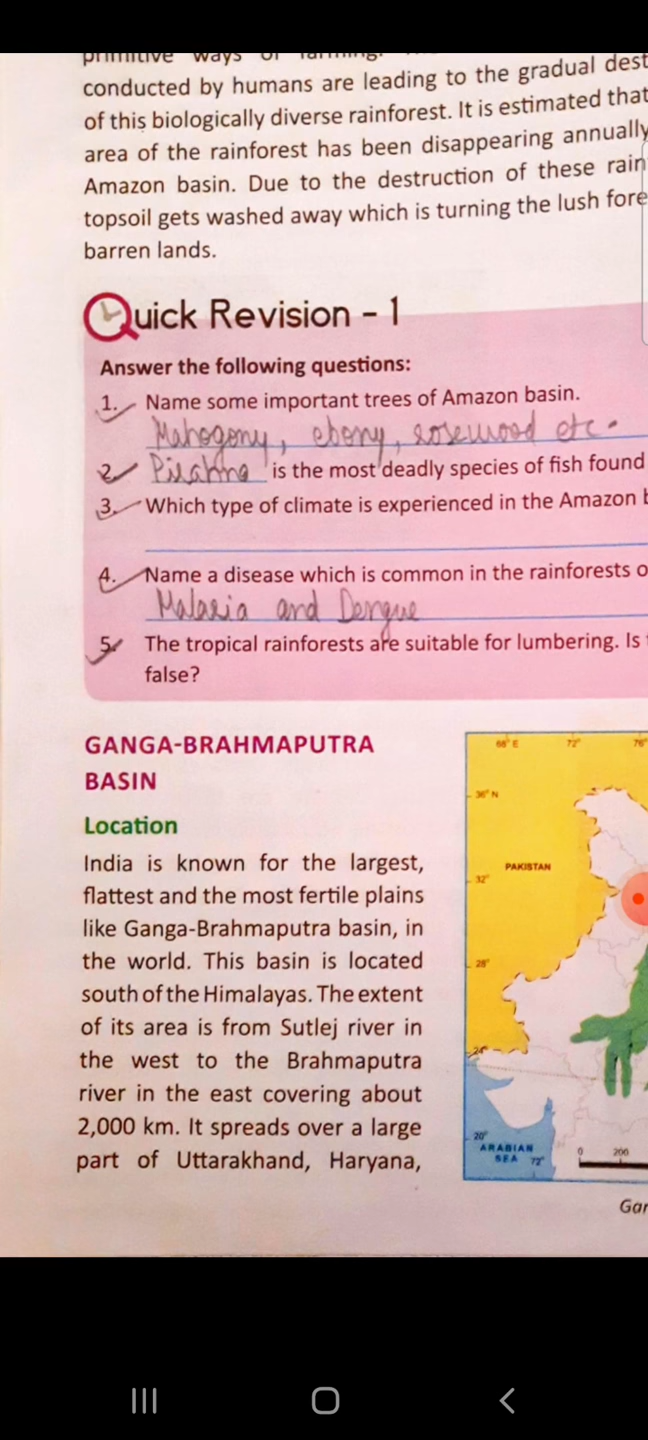 primitive ways of farming.
conducted by humans are leading to the gradual dest
of this biologically diverse rainforest. It is estimated that
area of the rainforest has been disappearing annually
Amazon basin. Due to the destruction of these rain
topsoil gets washed away which is turning the lush fore
barren lands.
Quick Revision - 1
Answer the following questions:
1. Name some important trees of Amazon basin.
Mahogony, ebony, rosewood etc.
2. Pirahna is the most deadly species of fish found
3. Which type of climate is experienced in the Amazon b
4. Name a disease which is common in the rainforests o
Malaria and Dengue
5. The tropical rainforests are suitable for lumbering. Is
false?
GANGA-BRAHMAPUTRA
BASIN
Location
India is known for the largest,
flattest and the most fertile plains
like Ganga-Brahmaputra basin, in
the world. This basin is located
south of the Himalayas. The extent
of its area is from Sutlej river in
the west to the Brahmaputra
river in the east covering about
2,000 km. It spreads over a large
part of Uttarakhand, Haryana,
68° E 72° 76°
36° N
PAKISTAN
32°
28°
24°
20°
ARABIAN
SEA 72°
0 200
Gar